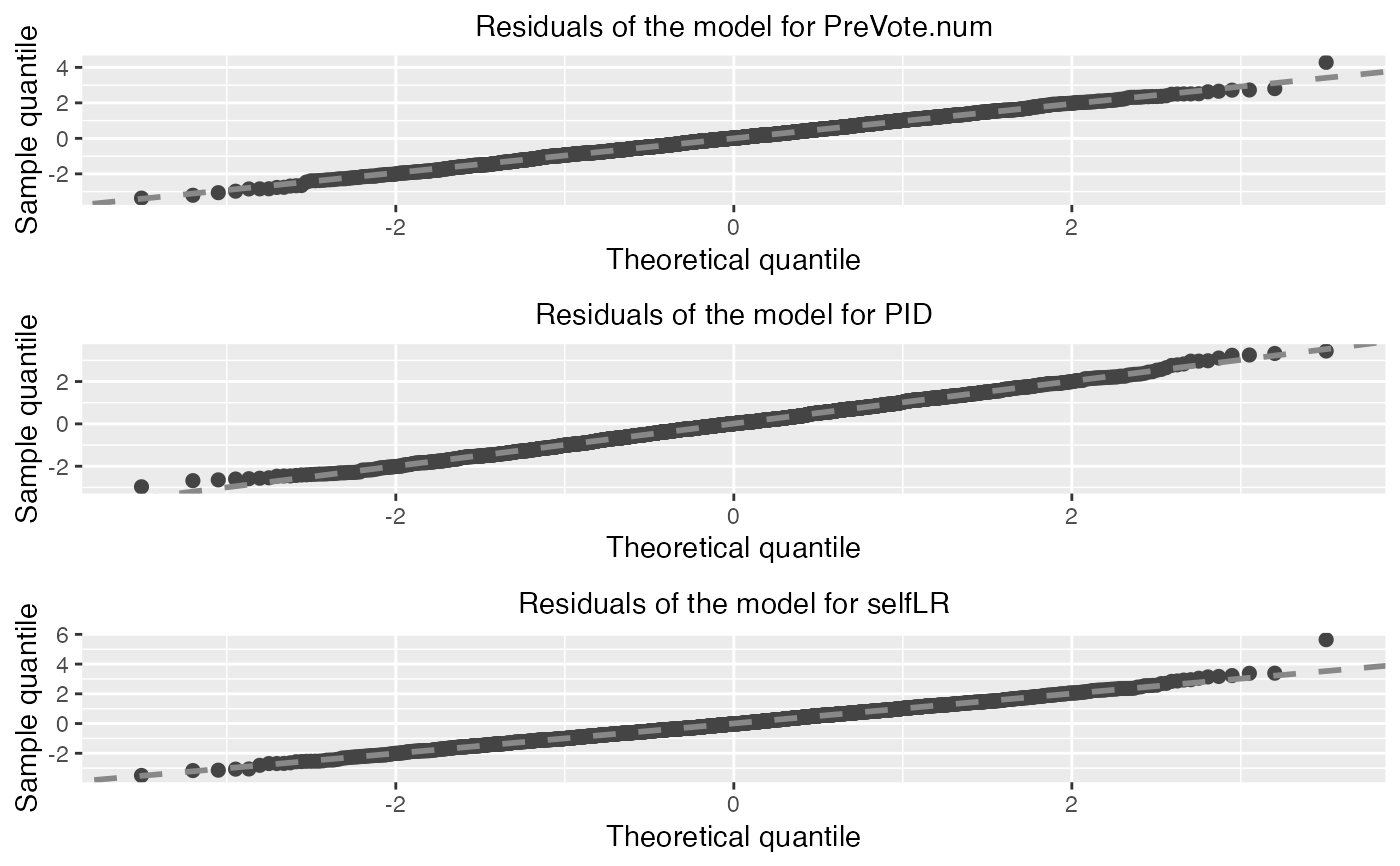 Residuals of the model for PreVote.num
Sample quantile
4
2
0
-2
-2 0 2
Theoretical quantile
Residuals of the model for PID
Sample quantile
2
0
-2
-2 0 2
Theoretical quantile
Residuals of the model for selfLR
Sample quantile
6
4
2
0
-2
-2 0 2
Theoretical quantile